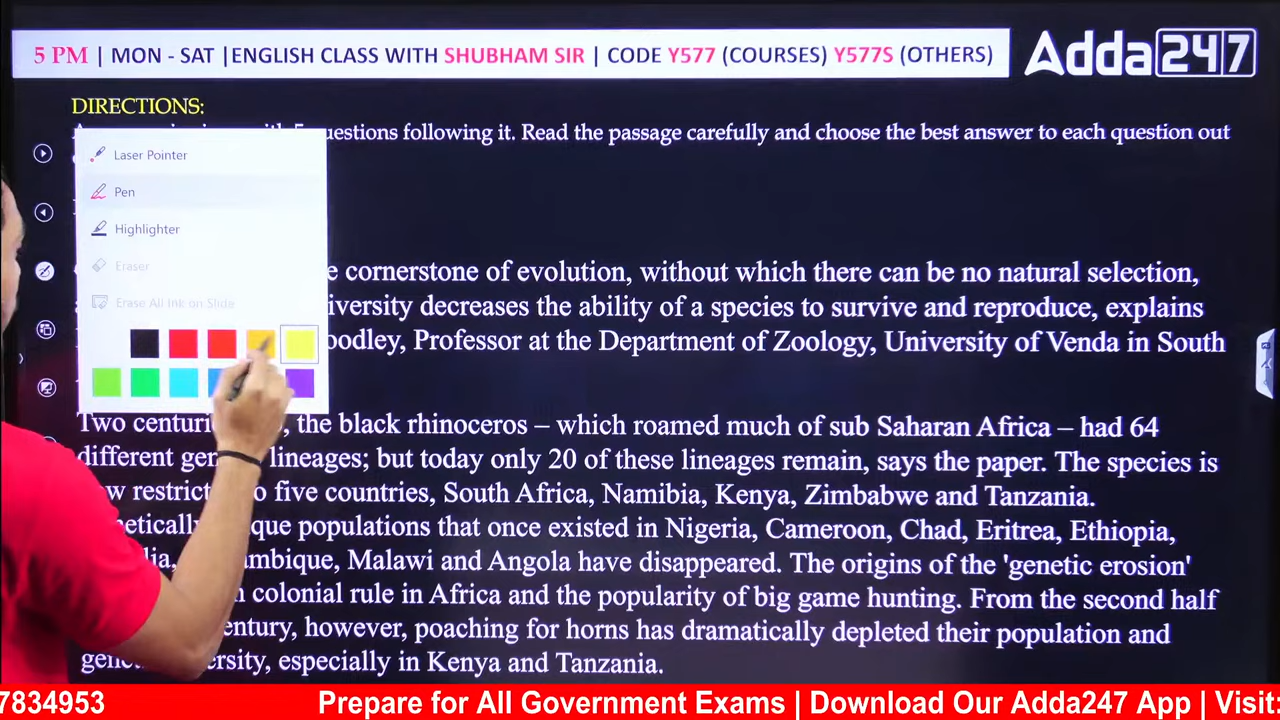 5 PM | MON - SAT |ENGLISH CLASS WITH SHUBHAM SIR | CODE Y577 (COURSES) Y577S (OTHERS)
Adda247
DIRECTIONS:
questions following it. Read the passage carefully and choose the best answer to each question out
Laser Pointer
Pen
Highlighter
Eraser
Erase All Ink on Slide
cornerstone of evolution, without which there can be no natural selection,
decreases the ability of a species to survive and reproduce, explains
Professor at the Department of Zoology, University of Venda in South
Two the black rhinoceros – which roamed much of sub Saharan Africa – had 64
different lineages; but today only 20 of these lineages remain, says the paper. The species is
five countries, South Africa, Namibia, Kenya, Zimbabwe and Tanzania.
populations that once existed in Nigeria, Cameroon, Chad, Eritrea, Ethiopia,
Malawi and Angola have disappeared. The origins of the 'genetic erosion'
colonial rule in Africa and the popularity of big game hunting. From the second half
however, poaching for horns has dramatically depleted their population and
especially in Kenya and Tanzania.
7834953 Prepare for All Government Exams | Download Our Adda247 App | Visit: